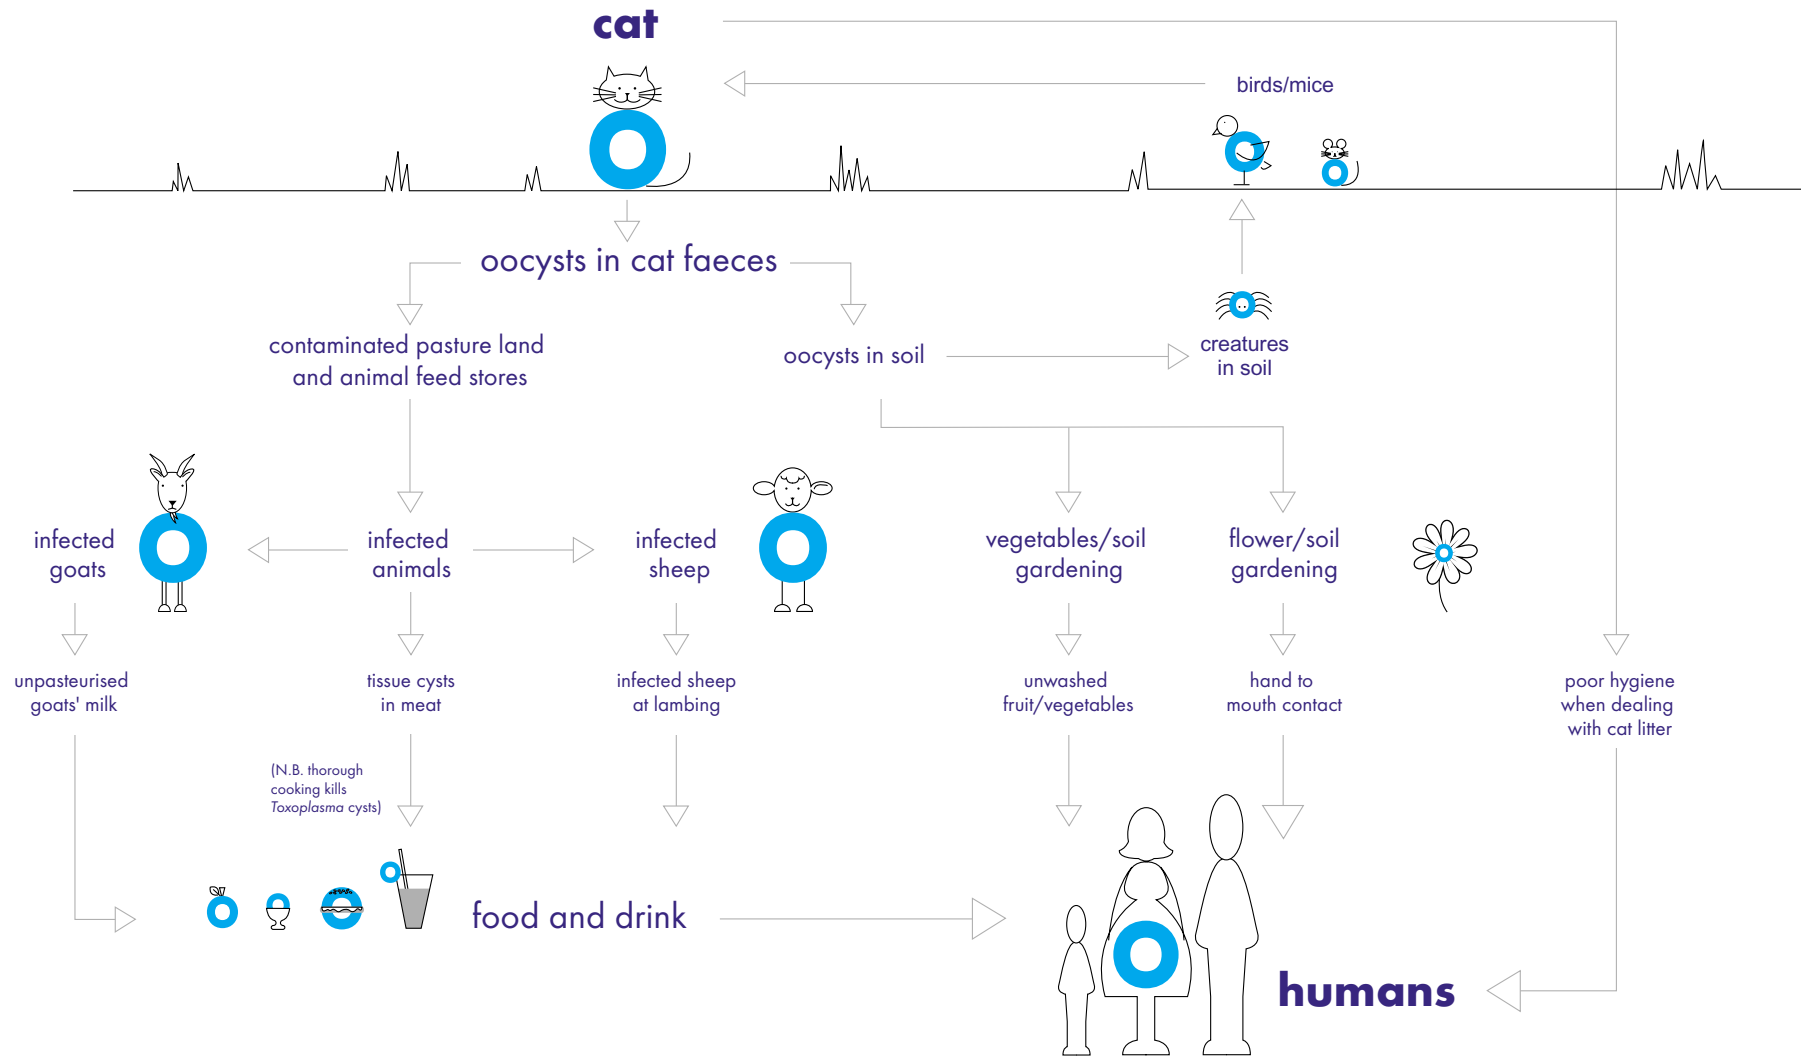 cat
birds/mice
oocysts in cat faeces
contaminated pasture land
and animal feed stores
oocysts in soil
creatures
in soil
infected
goats
infected
animals
infected
sheep
vegetables/soil
gardening
flower/soil
gardening
unpasteurised
goats' milk
tissue cysts
in meat
infected sheep
at lambing
unwashed
fruit/vegetables
hand to
mouth contact
poor hygiene
when dealing
with cat litter
(N.B. thorough
cooking kills
Toxoplasma cysts)
food and drink
humans